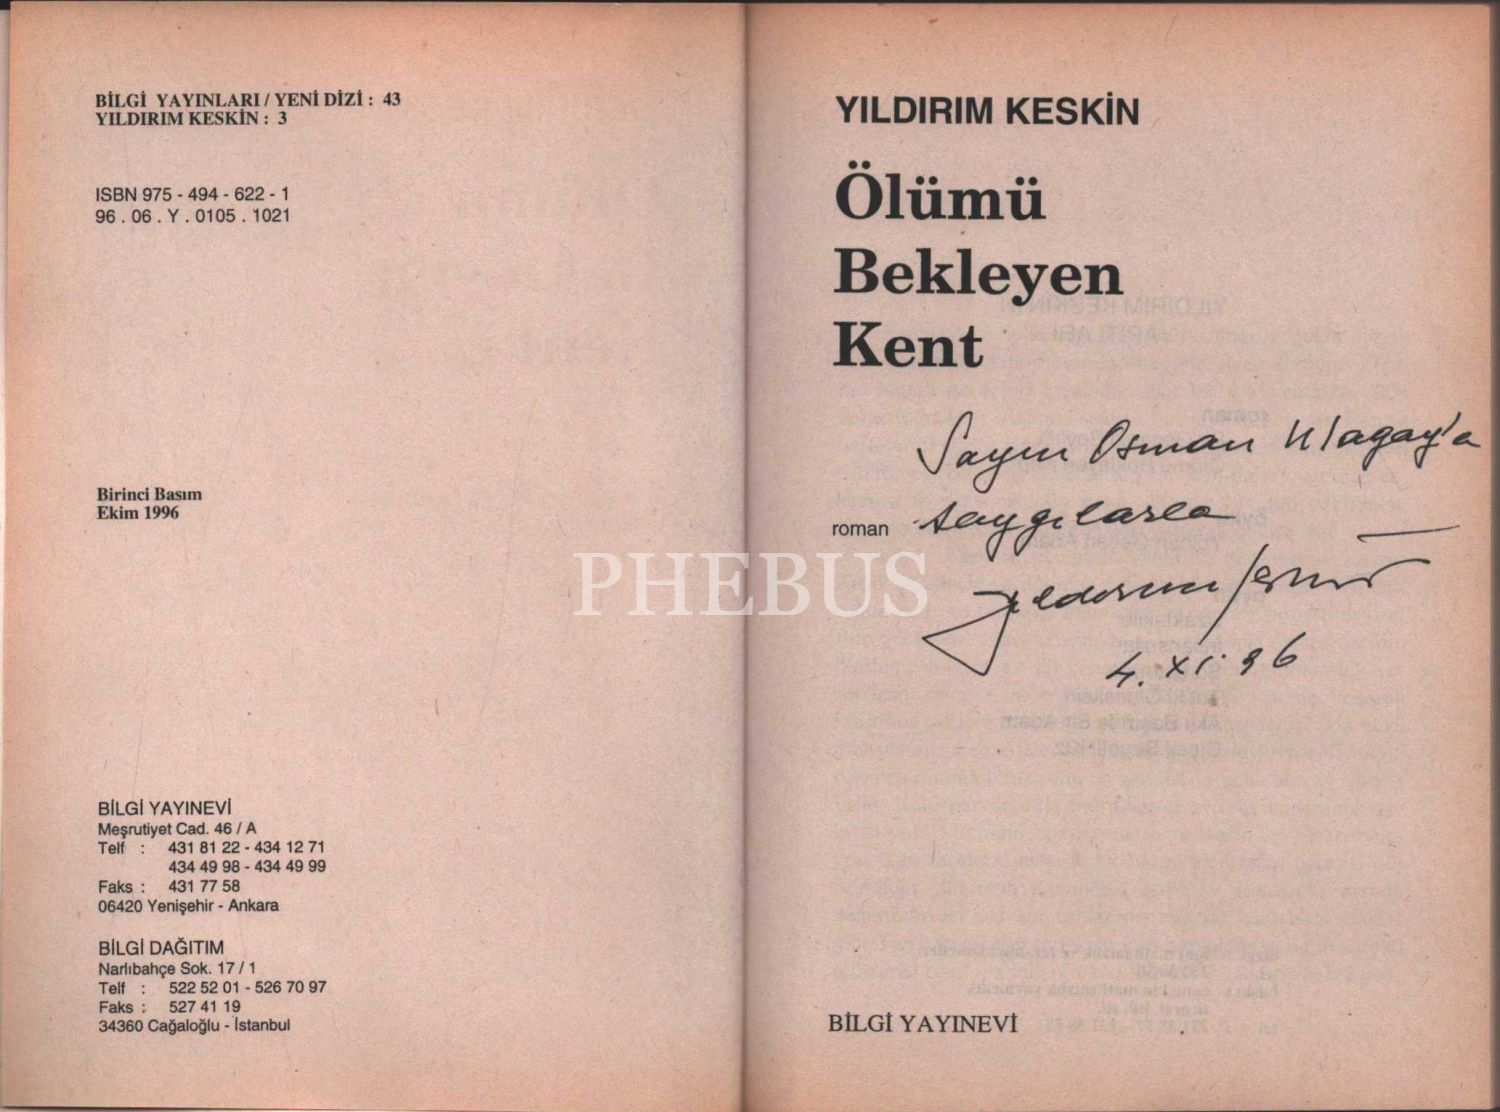 BİLGİ YAYINLARI / YENİ DİZİ : 43
YILDIRIM KESKİN : 3
ISBN 975 - 494 - 622 - 1
96 . 06 . Y . 0105 . 1021
Birinci Basım
Ekim 1996
BİLGİ YAYINEVİ
Meşrutiyet Cad. 46 / A
Telf : 431 81 22 - 434 12 71
434 49 98 - 434 49 99
Faks : 431 77 58
06420 Yenişehir - Ankara
BİLGİ DAĞITIM
Narlıbahçe Sok. 17 / 1
Telf : 522 52 01 - 526 70 97
Faks : 527 41 19
34360 Cağaloğlu - İstanbul
YILDIRIM KESKİN
Ölümü
Bekleyen
Kent
Sayın Osman Ulagay'a
roman
saygılarla
Yıldırım Keskin
4. XI. 96
BİLGİ YAYINEVİ
PHEBUS